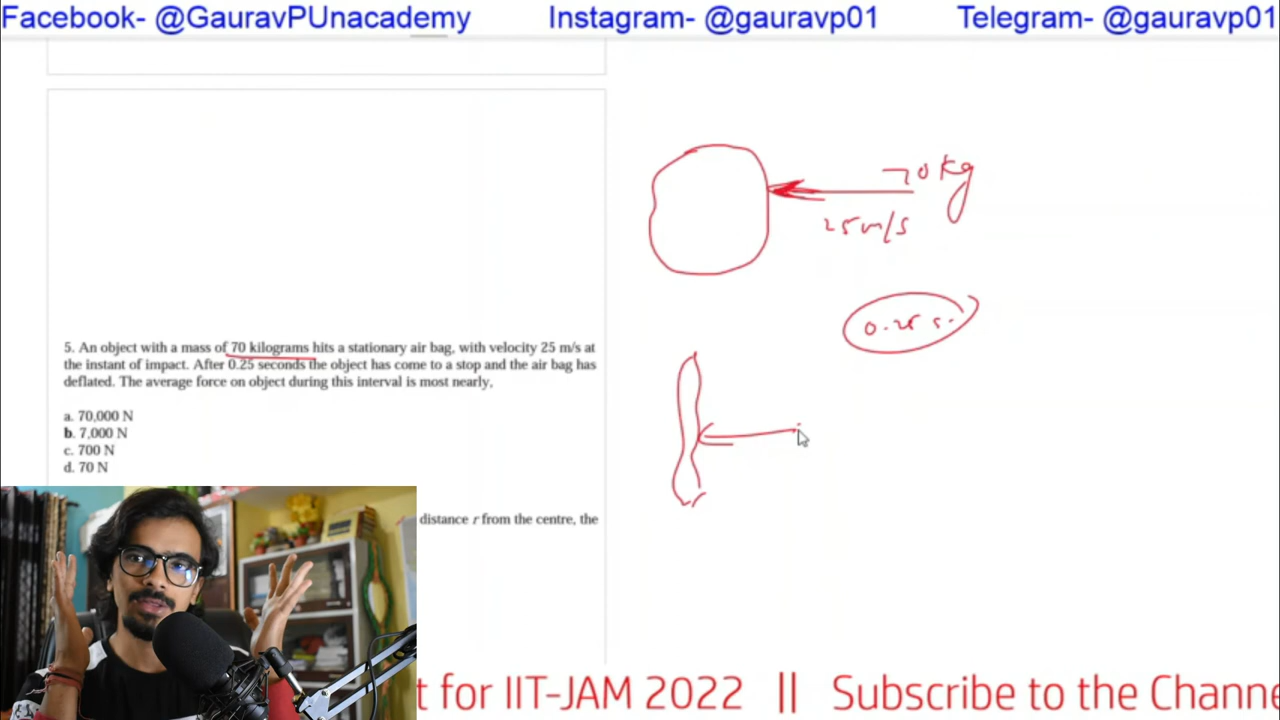 Facebook- @GauravPUnacademy Instagram- @gauravp01 Telegram- @gauravp01
70 kg
25 m/s
0.25 s.
5. An object with a mass of 70 kilograms hits a stationary air bag, with velocity 25 m/s at
the instant of impact. After 0.25 seconds the object has come to a stop and the air bag has
deflated. The average force on object during this interval is most nearly,
a. 70,000 N
b. 7,000 N
c. 700 N
d. 70 N
distance r from the centre, the
t for IIT-JAM 2022 || Subscribe to the Channe